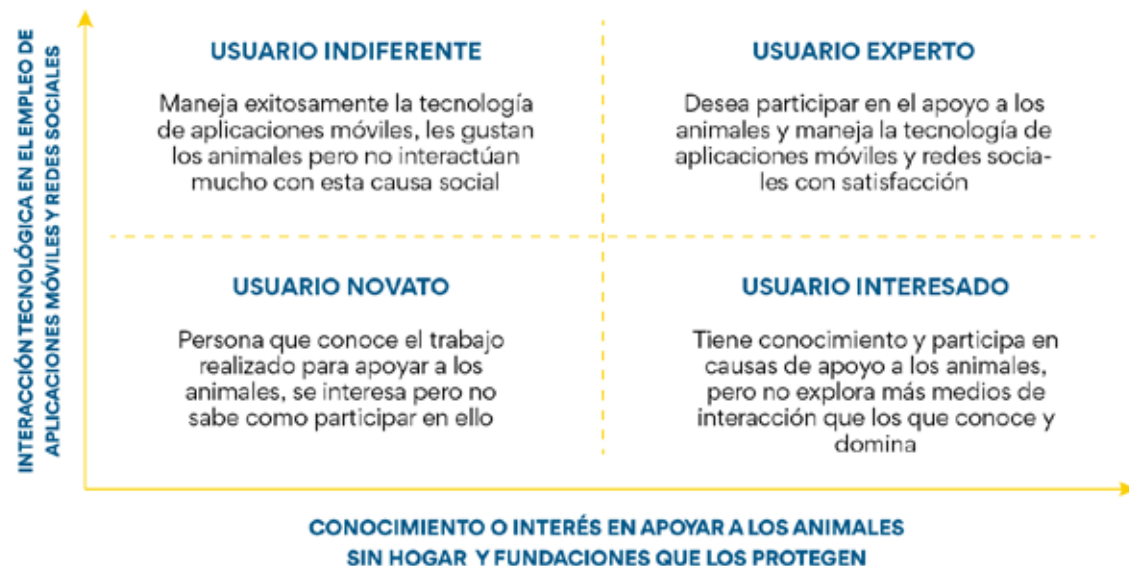 INTERACCIÓN TECNOLÓGICA EN EL EMPLEO DE
APLICACIONES MÓVILES Y REDES SOCIALES
USUARIO INDIFERENTE
Maneja exitosamente la tecnología
de aplicaciones móviles, les gustan
los animales pero no interactúan
mucho con esta causa social
USUARIO EXPERTO
Desea participar en el apoyo a los
animales y maneja la tecnología de
aplicaciones móviles y redes socia-
les con satisfacción
USUARIO NOVATO
Persona que conoce el trabajo
realizado para apoyar a los
animales, se interesa pero no
sabe como participar en ello
USUARIO INTERESADO
Tiene conocimiento y participa en
causas de apoyo a los animales,
pero no explora más medios de
interacción que los que conoce y
domina
CONOCIMIENTO O INTERÉS EN APOYAR A LOS ANIMALES
SIN HOGAR Y FUNDACIONES QUE LOS PROTEGEN